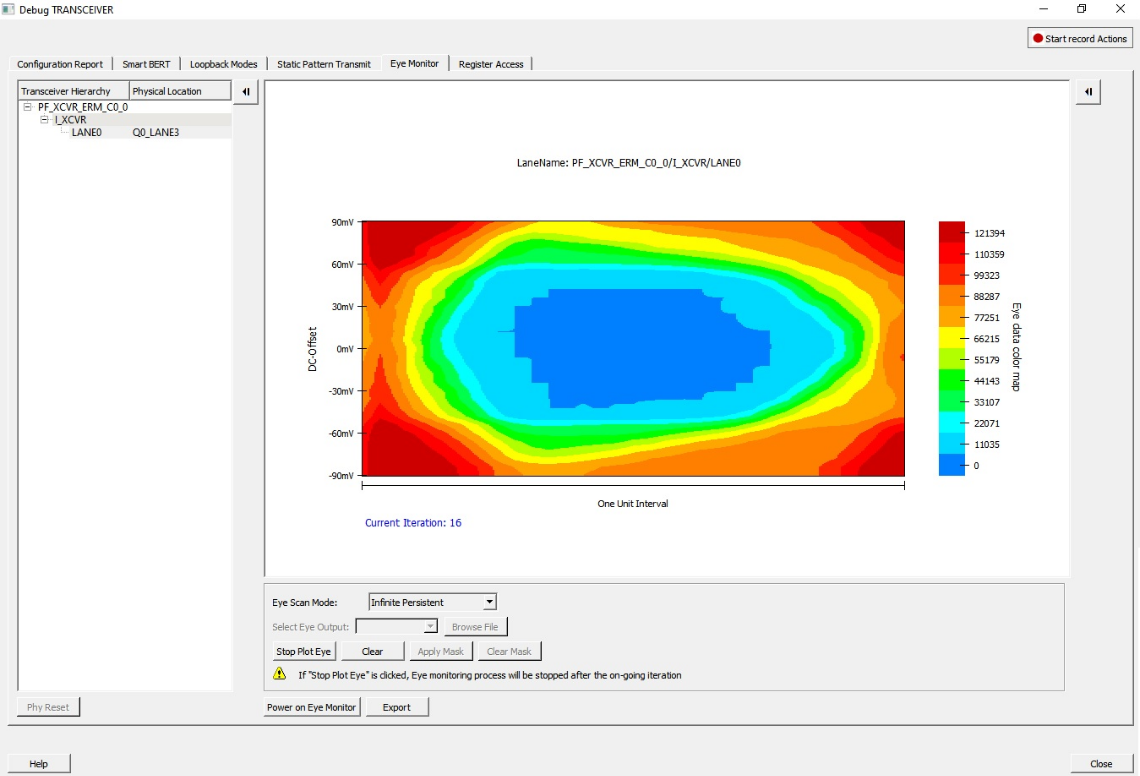 Debug TRANSCEIVER
Start record Actions
Configuration Report Smart BERT Loopback Modes Static Pattern Transmit Eye Monitor Register Access
Transceiver Hierarchy Physical Location
PF_XCVR_ERM_C0_0
I_XCVR
LANE0 Q0_LANE3
LaneName: PF_XCVR_ERM_C0_0/I_XCVR/LANE0
90mV
60mV
30mV
0mV
-30mV
-60mV
-90mV
DC-Offset
121394
110359
99323
88287
77251
66215
55179
44143
33107
22071
11035
0
Eye data color map
One Unit Interval
Current Iteration: 16
Eye Scan Mode: Infinite Persistent
Select Eye Output: Browse File
Stop Plot Eye Clear Apply Mask Clear Mask
If "Stop Plot Eye" is clicked, Eye monitoring process will be stopped after the on-going iteration
Phy Reset Power on Eye Monitor Export
Help Close